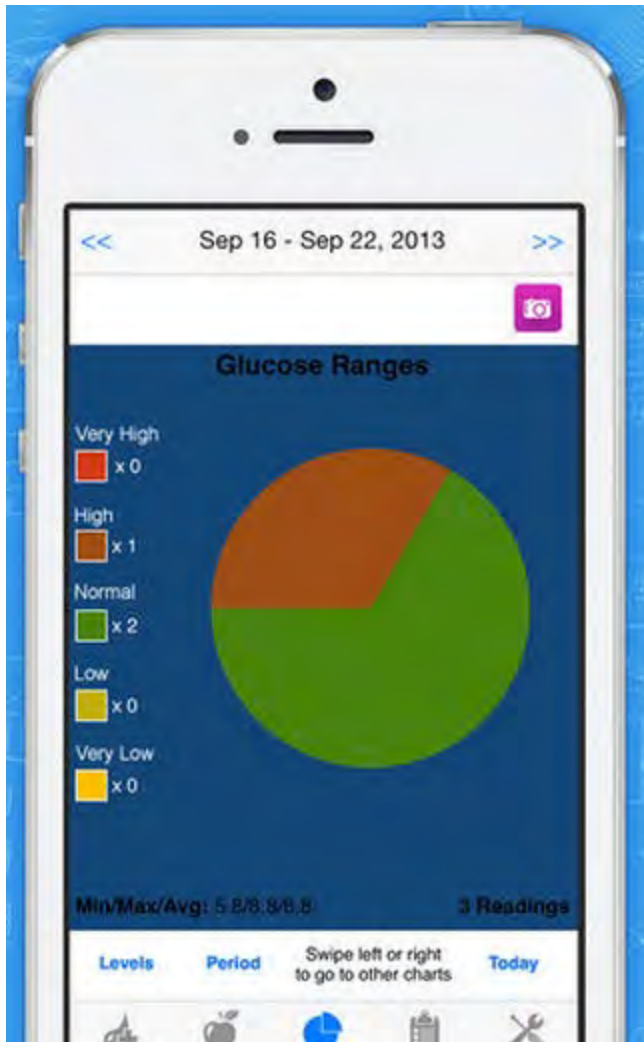 << Sep 16 - Sep 22, 2013 >>
Glucose Ranges
Very High
x 0
High
x 1
Normal
x 2
Low
x 0
Very Low
x 0
Min/Max/Avg: 5.8/8.8/6.8 3 Readings
Levels Period Swipe left or right
to go to other charts Today